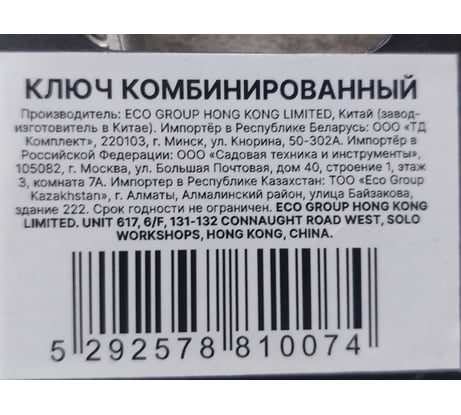 КЛЮЧ КОМБИНИРОВАННЫЙ
Производитель: ECO GROUP HONG KONG LIMITED, Китай (завод-
изготовитель в Китае). Импортёр в Республике Беларусь: ООО «ТД
Комплект», 220103, г. Минск, ул. Кнорина, 50-302А. Импортёр в
Российской Федерации: ООО «Садовая техника и инструменты»,
105082, г. Москва, ул. Большая Почтовая, дом 40, строение 1, этаж
3, комната 7А. Импортер в Республике Казахстан: ТОО «Eco Group
Kazakhstan», г. Алматы, Алмалинский район, улица Байзакова,
здание 222. Срок годности не ограничен. ECO GROUP HONG KONG
LIMITED. UNIT 617, 6/F, 131-132 CONNAUGHT ROAD WEST, SOLO
WORKSHOPS, HONG KONG, CHINA.
5 292578 810074